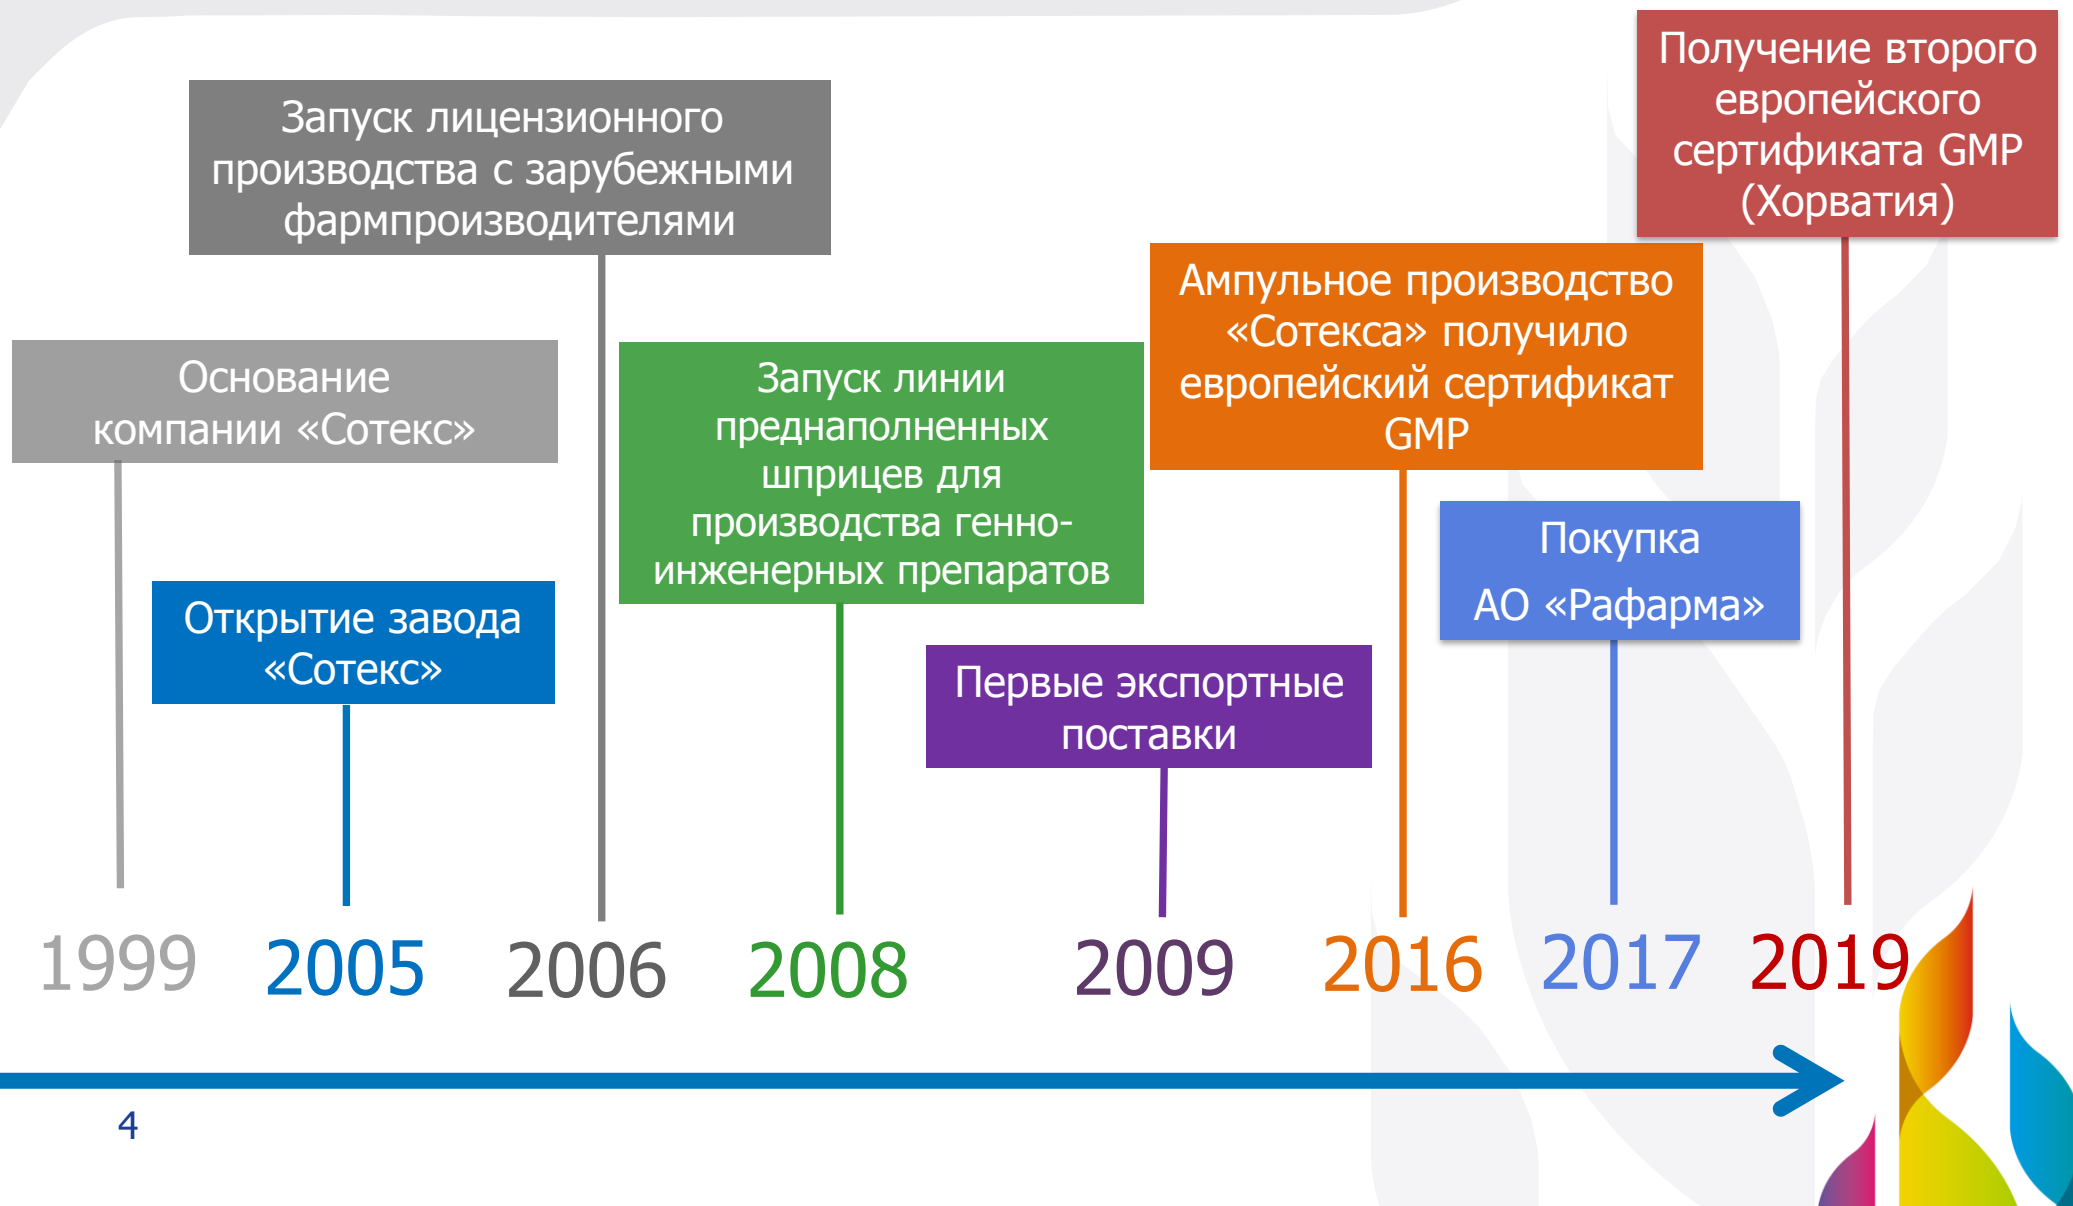 Получение второго
европейского
сертификата GMP
(Хорватия)
Запуск лицензионного
производства с зарубежными
фармпроизводителями
Ампульное производство
«Сотекса» получило
европейский сертификат
GMP
Основание
компании «Сотекс»
Запуск линии
преднаполненных
шприцев для
производства генно-
инженерных препаратов
Покупка
АО «Рафарма»
Открытие завода
«Сотекс»
Первые экспортные
поставки
1999 2005 2006 2008 2009 2016 2017 2019
4